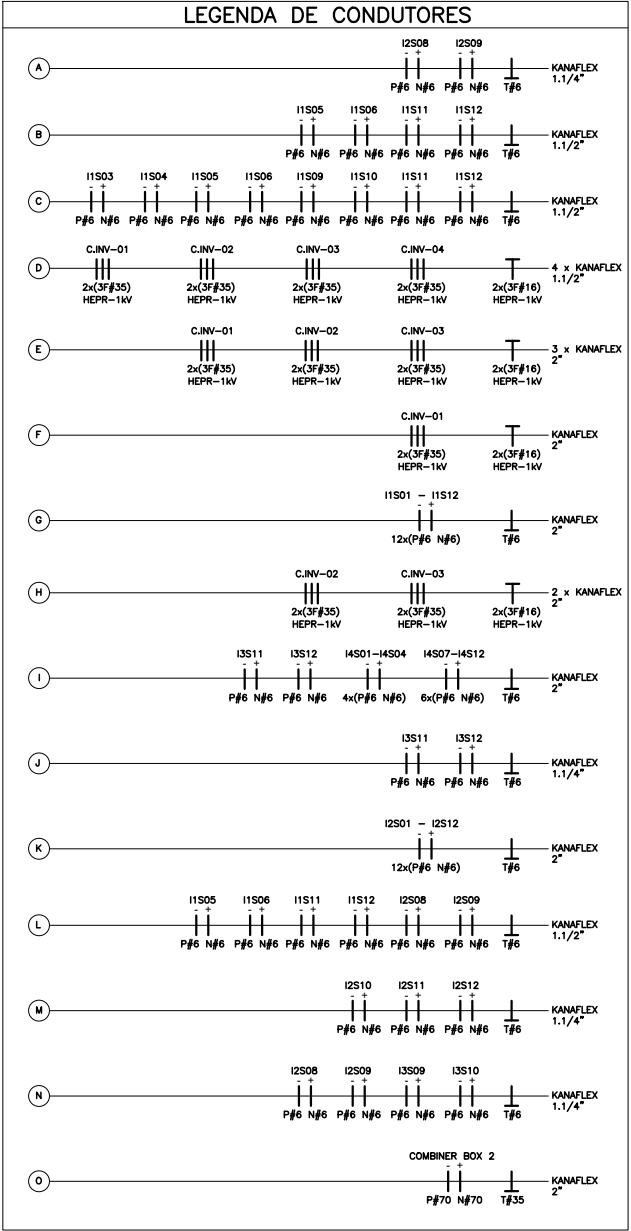 LEGENDA DE CONDUTORES
I2S08 I2S09
- + - +
A KANAFLEX
1.1/4"
P#6 N#6 P#6 N#6 T#6
I1S05 I1S06 I1S11 I1S12
- + - + - + - +
B KANAFLEX
1.1/2"
P#6 N#6 P#6 N#6 P#6 N#6 P#6 N#6 T#6
I1S03 I1S04 I1S05 I1S06 I1S09 I1S10 I1S11 I1S12
- + - + - + - + - + - + - + - +
C KANAFLEX
1.1/2"
P#6 N#6 P#6 N#6 P#6 N#6 P#6 N#6 P#6 N#6 P#6 N#6 P#6 N#6 P#6 N#6 T#6
C.INV-01 C.INV-02 C.INV-03 C.INV-04
D 4 x KANAFLEX
1.1/2"
2x(3F#35) 2x(3F#35) 2x(3F#35) 2x(3F#35) 2x(3F#16)
HEPR-1kV HEPR-1kV HEPR-1kV HEPR-1kV HEPR-1kV
C.INV-01 C.INV-02 C.INV-03
E 3 x KANAFLEX
2"
2x(3F#35) 2x(3F#35) 2x(3F#35) 2x(3F#16)
HEPR-1kV HEPR-1kV HEPR-1kV HEPR-1kV
C.INV-01
F KANAFLEX
2"
2x(3F#35) 2x(3F#16)
HEPR-1kV HEPR-1kV
I1S01 - I1S12
- +
G KANAFLEX
2"
12x(P#6 N#6) T#6
C.INV-02 C.INV-03
H 2 x KANAFLEX
2"
2x(3F#35) 2x(3F#35) 2x(3F#16)
HEPR-1kV HEPR-1kV HEPR-1kV
I3S11 I3S12 I4S01-I4S04 I4S07-I4S12
- + - + - + - +
I KANAFLEX
2"
P#6 N#6 P#6 N#6 4x(P#6 N#6) 6x(P#6 N#6) T#6
I3S11 I3S12
- + - +
J KANAFLEX
1.1/4"
P#6 N#6 P#6 N#6 T#6
I2S01 - I2S12
- +
K KANAFLEX
2"
12x(P#6 N#6) T#6
I1S05 I1S06 I1S11 I1S12 I2S08 I2S09
- + - + - + - + - + - +
L KANAFLEX
1.1/2"
P#6 N#6 P#6 N#6 P#6 N#6 P#6 N#6 P#6 N#6 P#6 N#6 T#6
I2S10 I2S11 I2S12
- + - + - +
M KANAFLEX
1.1/4"
P#6 N#6 P#6 N#6 P#6 N#6 T#6
I2S08 I2S09 I3S09 I3S10
- + - + - + - +
N KANAFLEX
1.1/4"
P#6 N#6 P#6 N#6 P#6 N#6 P#6 N#6 T#6
COMBINER BOX 2
- +
O KANAFLEX
2"
P#70 N#70 T#35